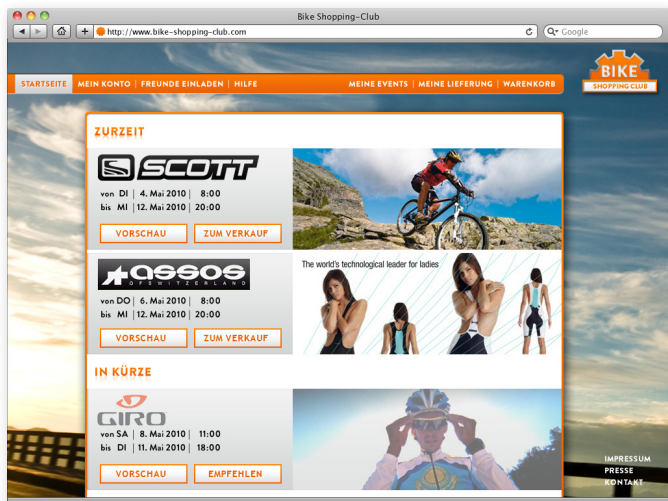 Bike Shopping-Club
http://www.bike-shopping-club.com
Google
BIKE
SHOPPING CLUB
STARTSEITE MEIN KONTO | FREUNDE EINLADEN | HILFE MEINE EVENTS | MEINE LIEFERUNG | WARENKORB
ZURZEIT
SCOTT
von DI | 4. Mai 2010 | 8:00
bis MI | 12. Mai 2010 | 20:00
VORSCHAU ZUM VERKAUF
assos
OF SWITZERLAND
The world's technological leader for ladies
von DO | 6. Mai 2010 | 8:00
bis MI | 12. Mai 2010 | 20:00
VORSCHAU ZUM VERKAUF
IN KÜRZE
GIRO
von SA | 8. Mai 2010 | 11:00
bis DI | 11. Mai 2010 | 18:00
VORSCHAU EMPFEHLEN
IMPRESSUM
PRESSE
KONTAKT